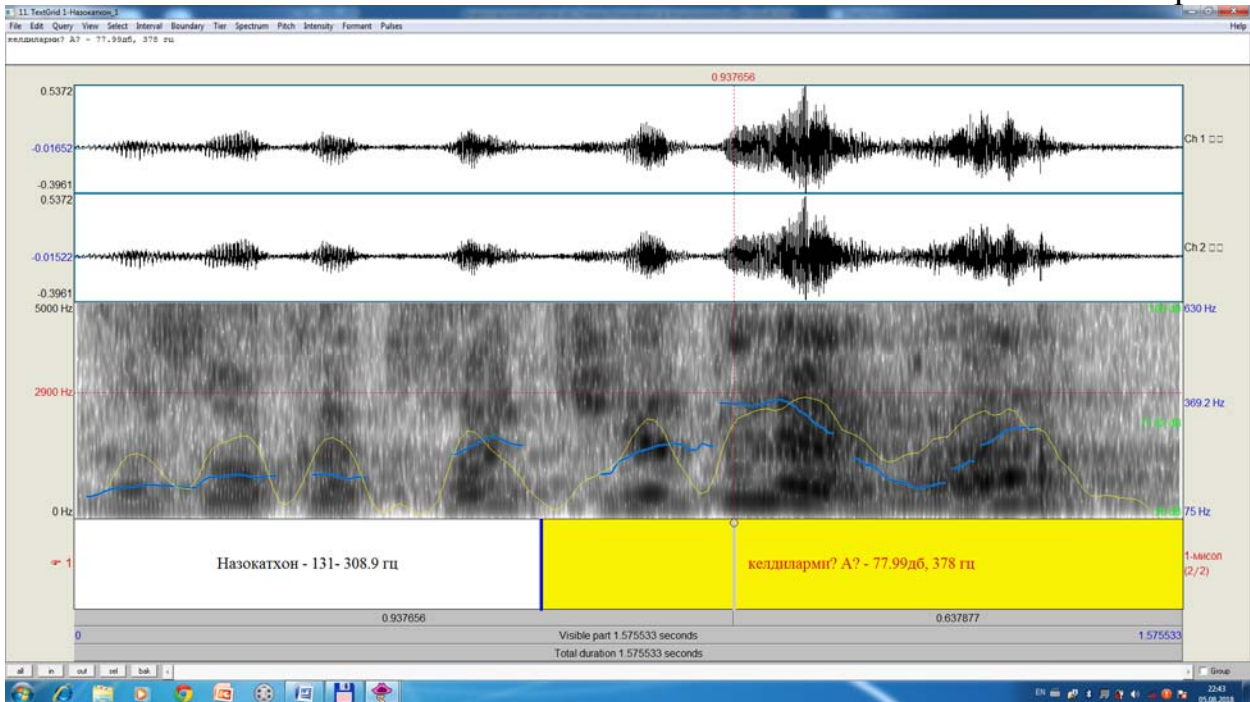 11. TextGrid 1-Назокатхон_1
File Edit Query View Select Interval Boundary Tier Spectrum Pitch Intensity Formant Pulses Help
келдиларми? А? - 77.99дб, 378 гц
0.937656
0.5372
-0.01652
-0.3961
Ch 1
0.5372
-0.01522
-0.3961
Ch 2
5000 Hz
630 Hz
2900 Hz
369.2 Hz
0 Hz
75 Hz
1
Назокатхон - 131- 308.9 гц
келдиларми? А? - 77.99дб, 378 гц
1-мисол
(2/2)
0.937656
0.637877
0
Visible part 1.575533 seconds
1.575533
Total duration 1.575533 seconds
all in out sel bak
Group
EN
22:43
05.08.2018